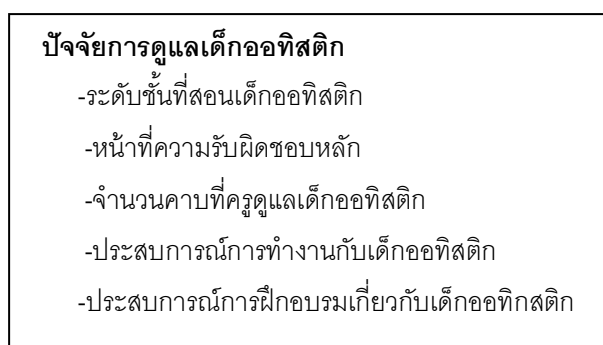 ปัจจัยการดูแลเด็กออทิสติก
-ระดับชั้นที่สอนเด็กออทิสติก
-หน้าที่ความรับผิดชอบหลัก
-จำนวนคาบที่ครูดูแลเด็กออทิสติก
-ประสบการณ์การทำงานกับเด็กออทิสติก
-ประสบการณ์การฝึกอบรมเกี่ยวกับเด็กออทิกสติก